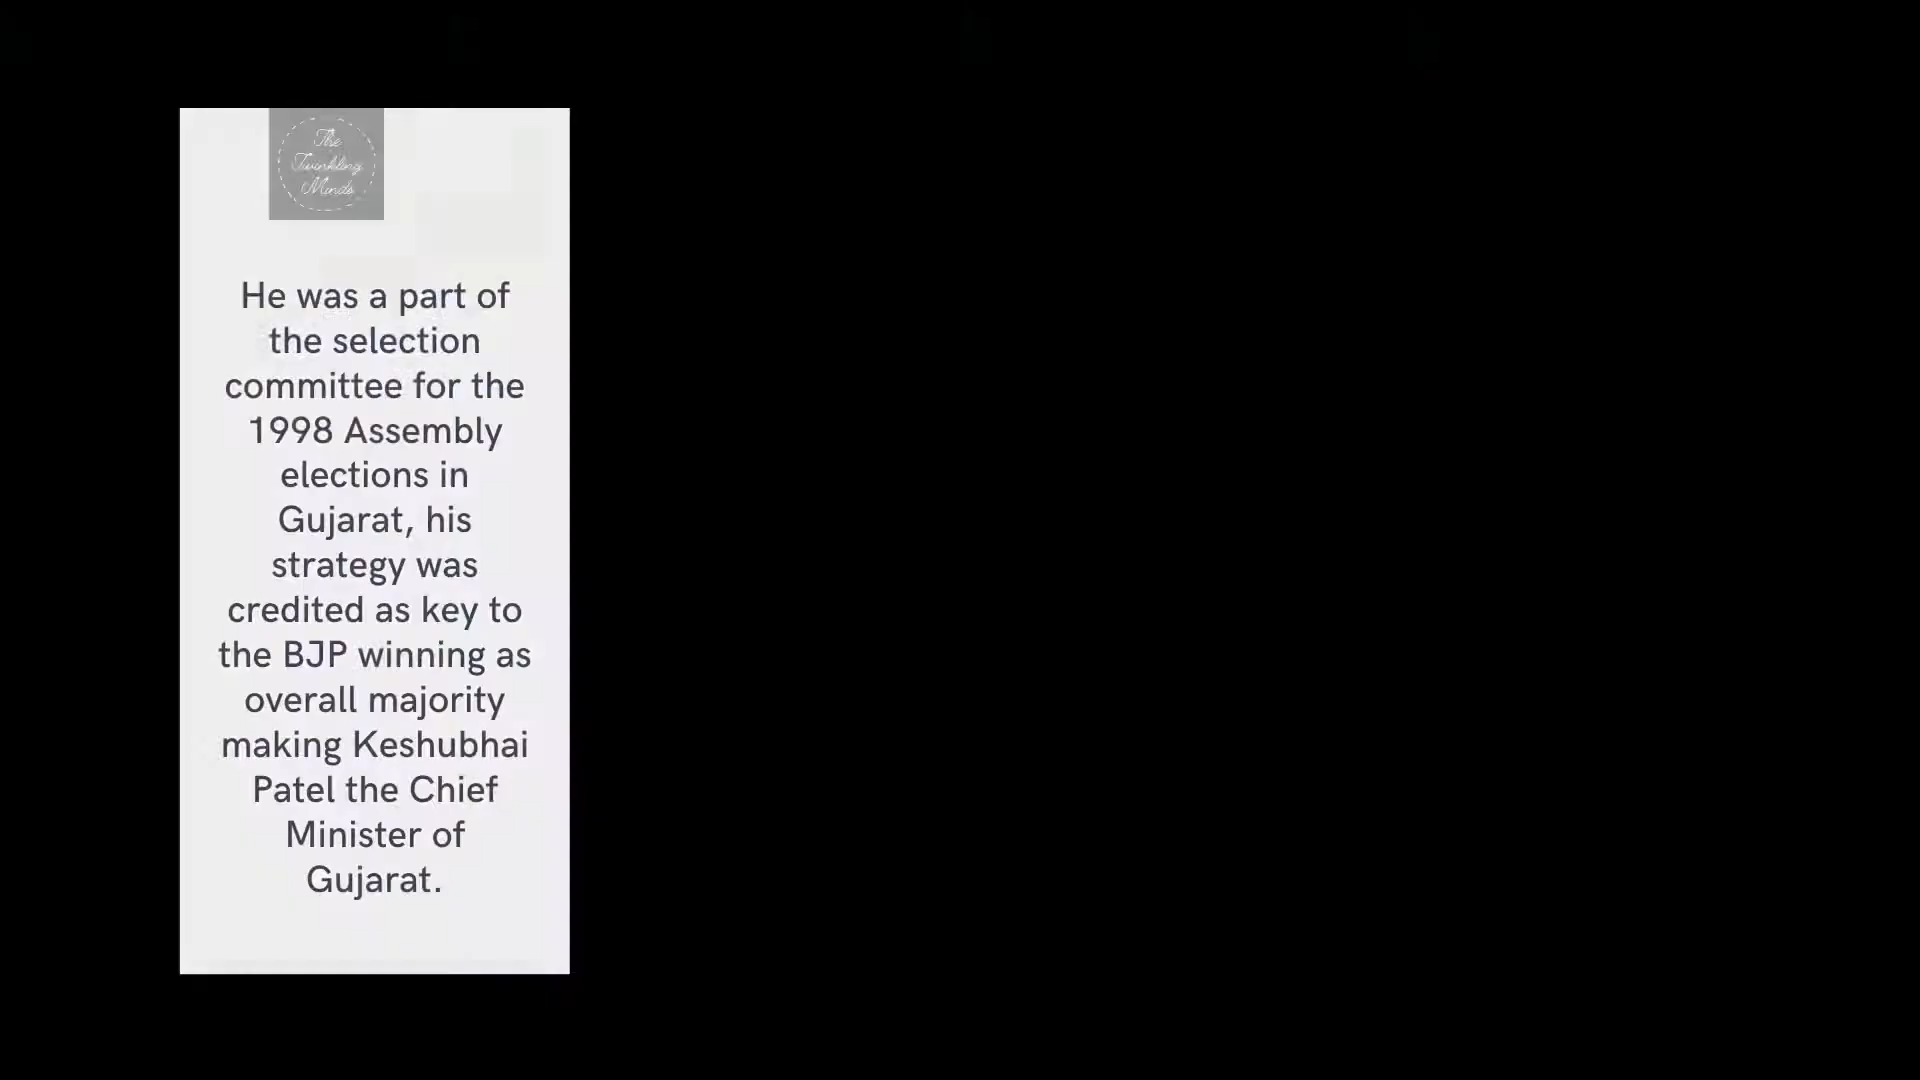 The
Twinkling
Minds
He was a part of
the selection
committee for the
1998 Assembly
elections in
Gujarat, his
strategy was
credited as key to
the BJP winning as
overall majority
making Keshubhai
Patel the Chief
Minister of
Gujarat.